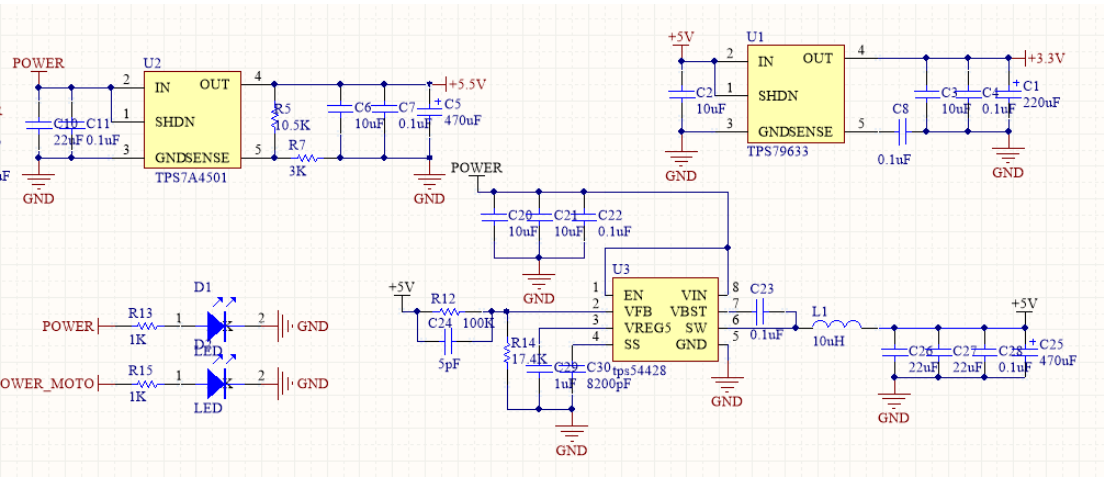 POWER
U2
2
IN
OUT
4
+5.5V
1
SHDN
3
GNDSENSE
5
TPS7A4501
C10
22uF
C11
0.1uF
GND
R5
10.5K
R7
3K
C6
10uF
C7
0.1uF
C5
470uF
GND
+5V
U1
2
IN
OUT
4
+3.3V
1
SHDN
3
GNDSENSE
5
TPS79633
C2
10uF
GND
C8
0.1uF
C3
10uF
C4
0.1uF
C1
220uF
GND
POWER
C20
10uF
C21
10uF
C22
0.1uF
GND
U3
1
EN
VIN
8
2
VFB
VBST
7
3
VREG5
SW
6
4
SS
GND
5
tps54428
+5V
R12
100K
C24
5pF
R14
17.4K
C29
1uF
C30
8200pF
GND
GND
C23
0.1uF
L1
10uH
+5V
C26
22uF
C27
22uF
C28
0.1uF
C25
470uF
GND
D1
POWER
R13
1K
1
K
2
GND
LED
OWER_MOTO
R15
1K
1
K
2
GND
LED